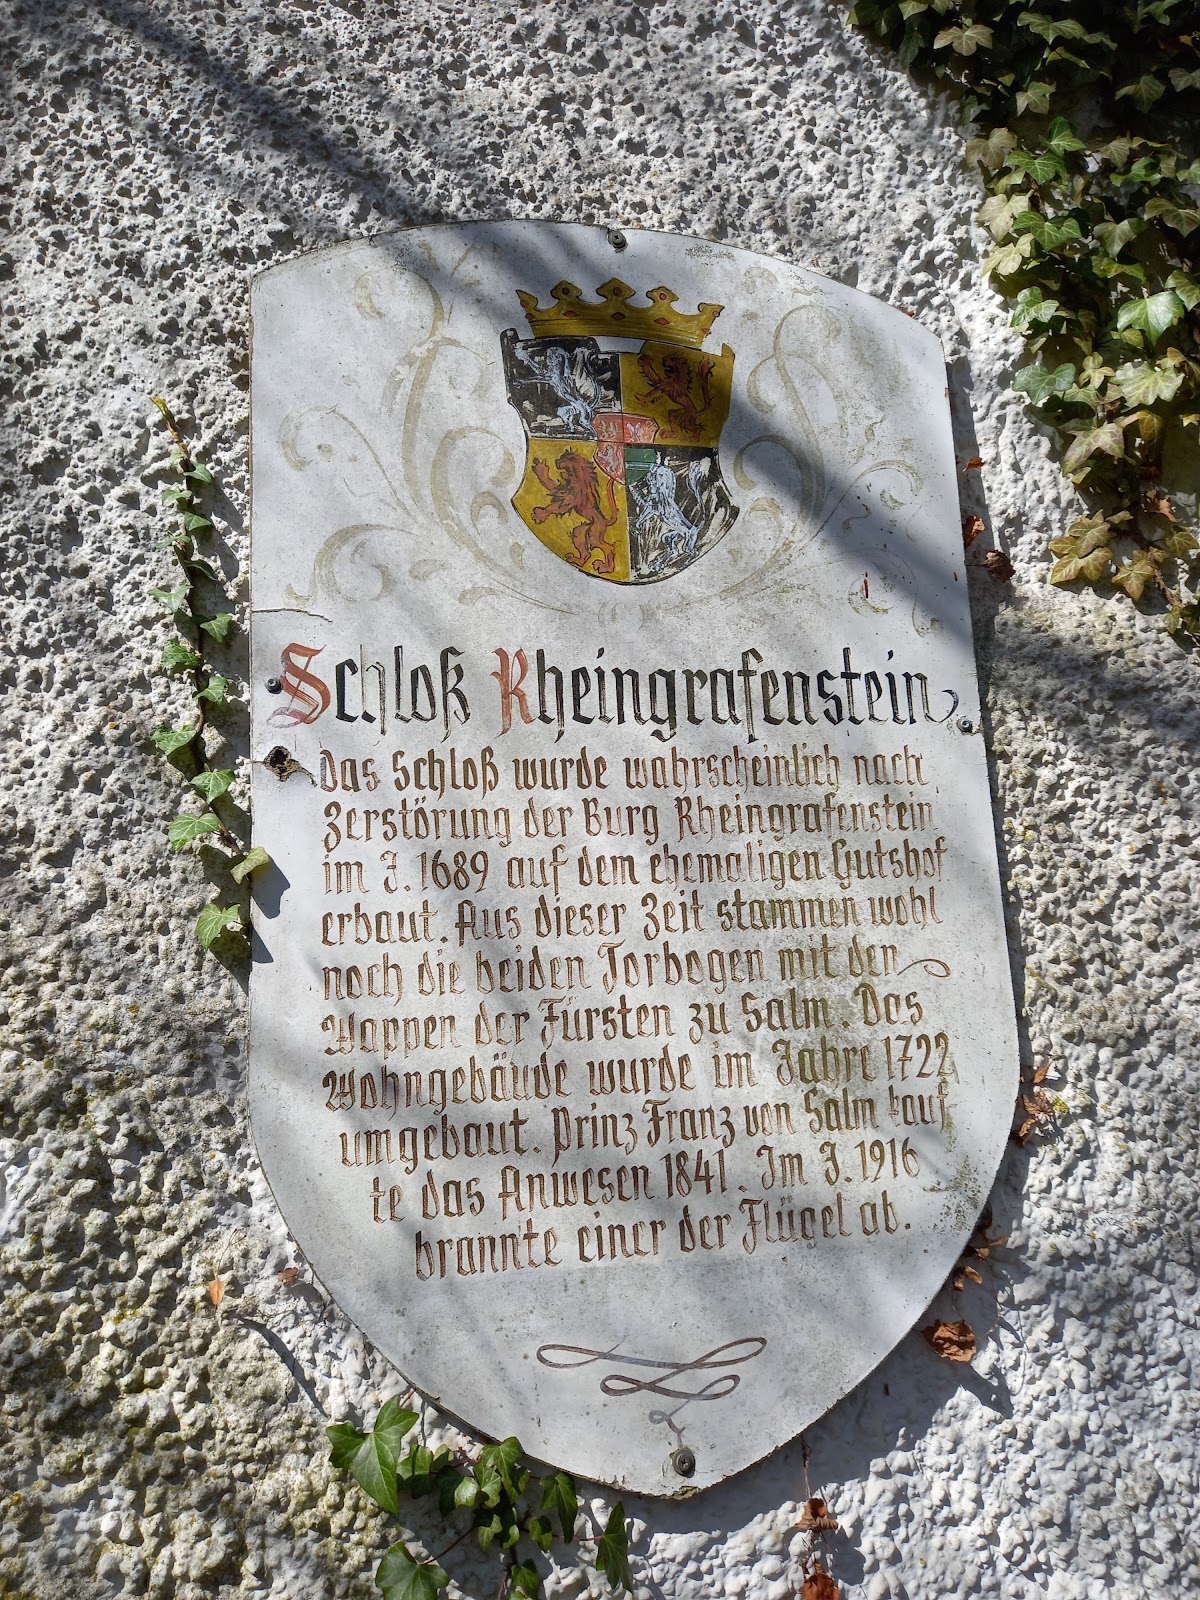 Schloß Rheingrafenstein
Das Schloß wurde wahrscheinlich nach
Zerstörung der Burg Rheingrafenstein
im J. 1689 auf dem ehemaligen Gutshof
erbaut. Aus dieser Zeit stammen wohl
noch die beiden Torbogen mit den
Wappen der Fürsten zu Salm. Das
Wohngebäude wurde im Jahre 1722
umgebaut. Prinz Franz von Salm kauf-
te das Anwesen 1841. Im J. 1916
brannte einer der Flügel ab.